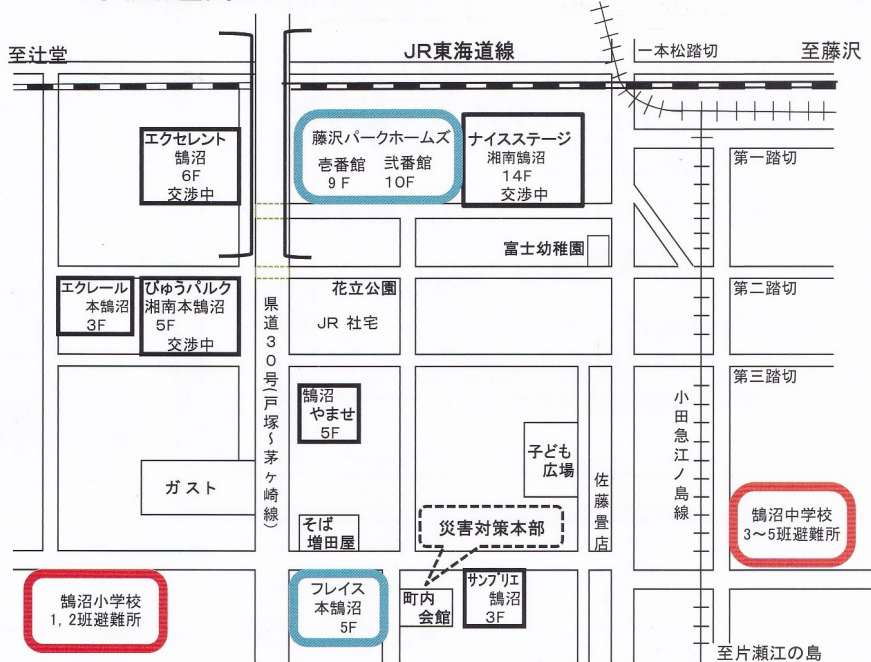 至辻堂
JR東海道線
一本松踏切
至藤沢
エクセレント
鵠沼
6F
交渉中
藤沢パークホームズ
壱番館 弐番館
9F 10F
ナイスステージ
湘南鵠沼
14F
交渉中
第一踏切
富士幼稚園
エクレール
本鵠沼
3F
びゅうパルク
湘南本鵠沼
5F
交渉中
県道30号(戸塚~茅ヶ崎線)
花立公園
JR 社宅
第二踏切
第三踏切
鵠沼
やませ
5F
小田急江ノ島線
ガスト
子ども
広場
佐藤畳店
そば
増田屋
災害対策本部
鵠沼中学校
3~5班避難所
鵠沼小学校
1,2班避難所
フレイス
本鵠沼
5F
町内
会館
サンプリエ
鵠沼
3F
至片瀬江の島